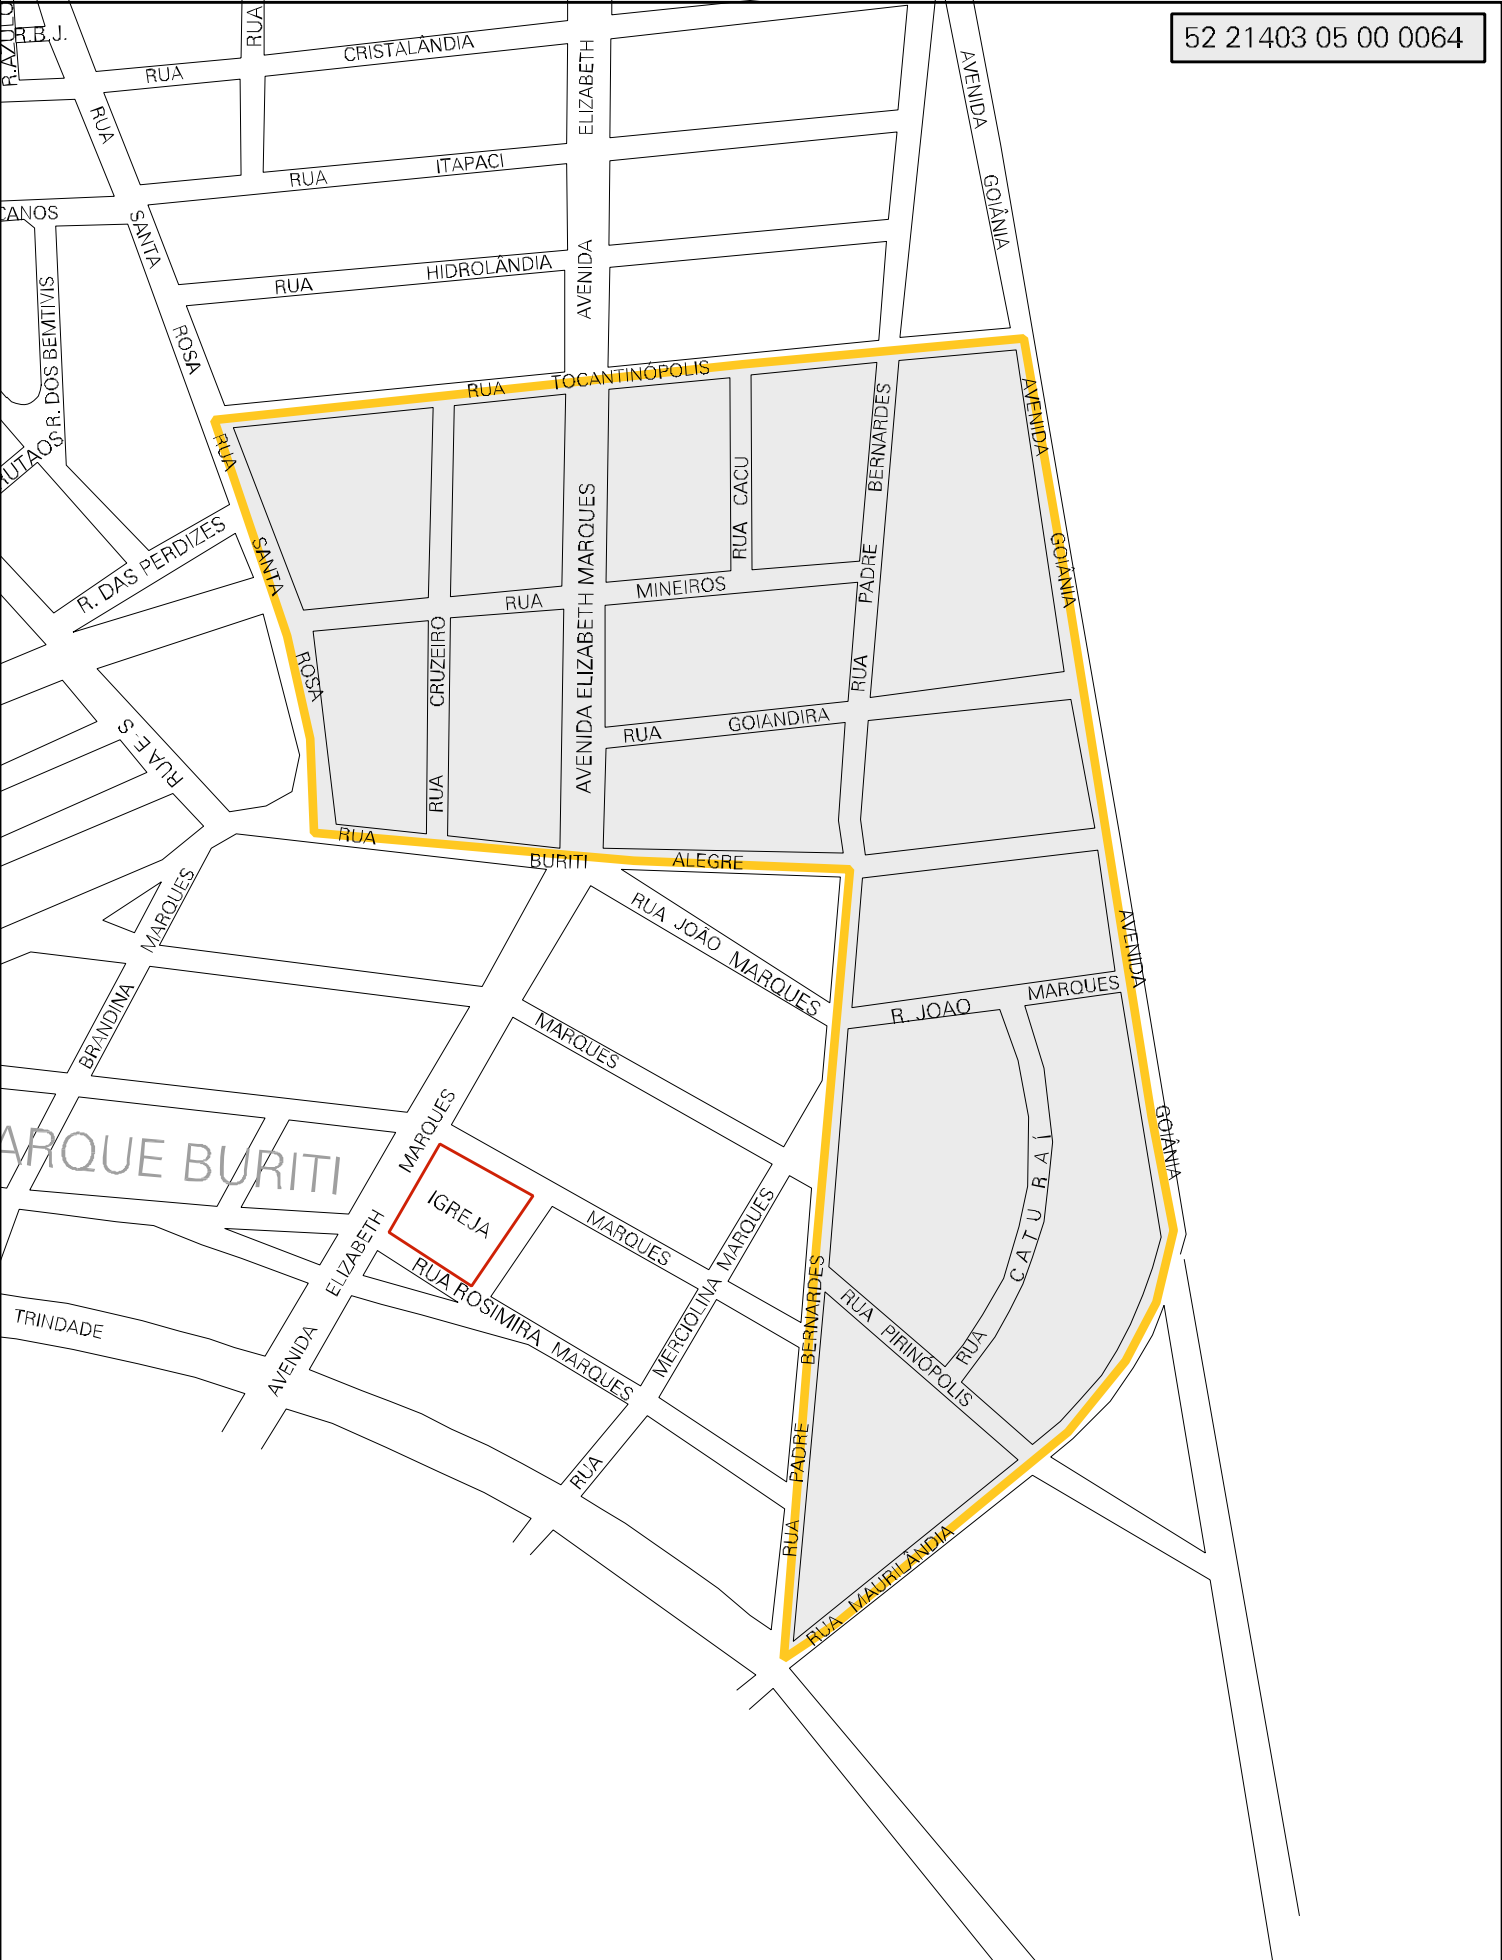 52 21403 05 00 0064
R.AZUL
R.B.J.
RUA
CRISTALÂNDIA
RUA
ELIZABETH
AVENIDA
RUA
ITAPACI
RUA
GOIÂNIA
CANOS
SANTA
HIDROLÂNDIA
RUA
AVENIDA
R. DOS BEMTIVIS
ROSA
RUA
TOCANTINÓPOLIS
AVENIDA
BERNARDES
RUA
RUA CACU
AVENIDA ELIZABETH MARQUES
R. DAS PERDIZES
SANTA
GOIÂNIA
PADRE
MINEIROS
RUA
CRUZEIRO
ROSA
RUA
GOIANDIRA
RUA
RUA E-S
RUA
RUA
BURITI
ALEGRE
MARQUES
RUA JOÃO MARQUES
AVENIDA
MARQUES
R. JOAO
BRANDINA
MARQUES
MARQUES
GOIÂNIA
CATURAÍ
ARQUE BURITI
IGREJA
MARQUES
MARQUES
ELIZABETH
RUA ROSIMIRA MARQUES
MERCIOLINA
BERNARDES
RUA PIRINÓPOLIS
RUA
TRINDADE
AVENIDA
RUA
PADRE
RUA
RUA MAURILÂNDIA